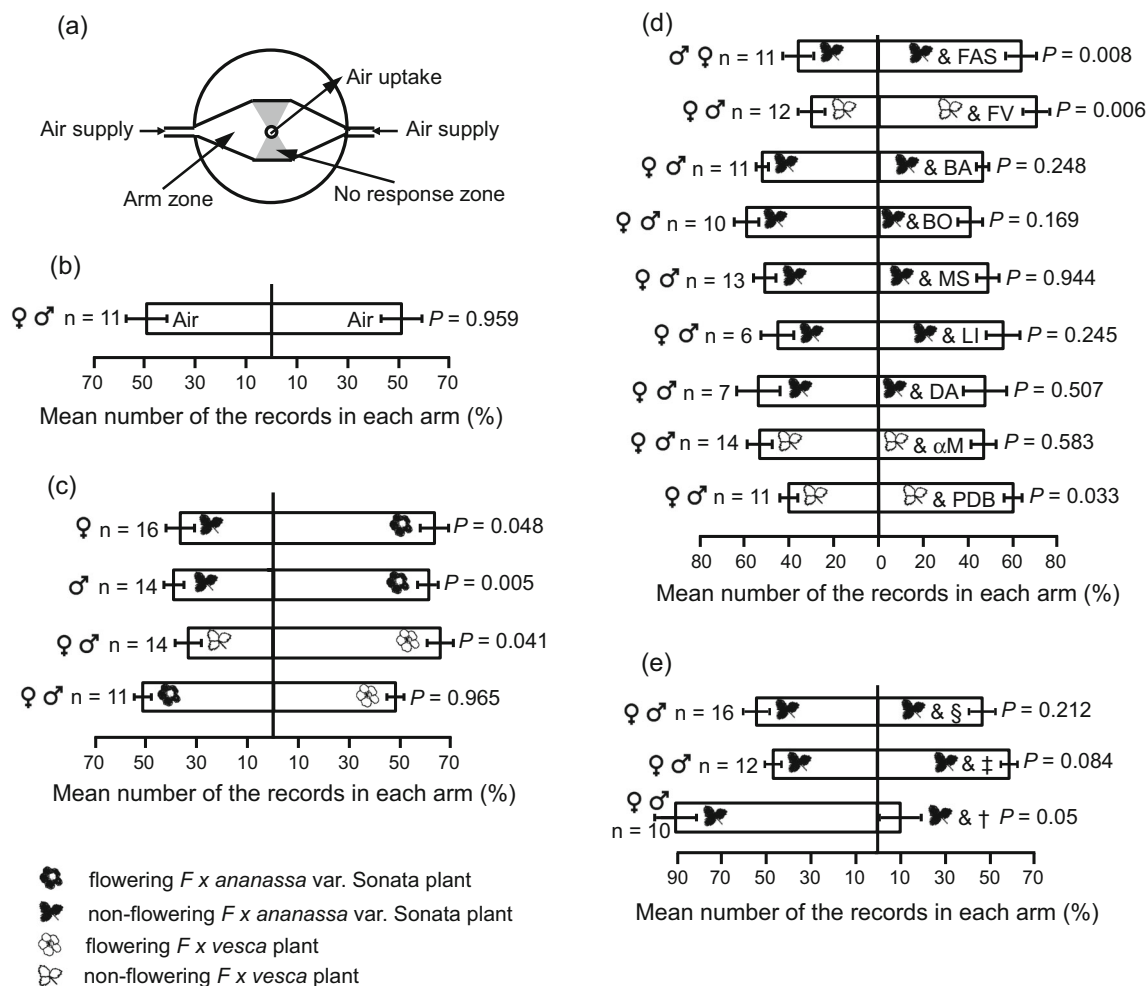 (a)
Air uptake
Air supply
Air supply
Arm zone
No response zone
(b)
♀ ♂ n = 11 Air Air P = 0.959
70 50 30 10 10 30 50 70
Mean number of the records in each arm (%)
(c)
♀ n = 16 P = 0.048
♂ n = 14 P = 0.005
♀ ♂ n = 14 P = 0.041
♀ ♂ n = 11 P = 0.965
70 50 30 10 10 30 50 70
Mean number of the records in each arm (%)
flowering F x ananassa var. Sonata plant
non-flowering F x ananassa var. Sonata plant
flowering F x vesca plant
non-flowering F x vesca plant
(d)
♂ ♀ n = 11 & FAS P = 0.008
♀ ♂ n = 12 & FV P = 0.006
♀ ♂ n = 11 & BA P = 0.248
♀ ♂ n = 10 & BO P = 0.169
♀ ♂ n = 13 & MS P = 0.944
♀ ♂ n = 6 & LI P = 0.245
♀ ♂ n = 7 & DA P = 0.507
♀ ♂ n = 14 & αM P = 0.583
♀ ♂ n = 11 & PDB P = 0.033
80 60 40 20 0 20 40 60 80
Mean number of the records in each arm (%)
(e)
♀ ♂ n = 16 & § P = 0.212
♀ ♂ n = 12 & ‡ P = 0.084
♀ ♂
n = 10 & † P = 0.05
90 70 50 30 10 10 30 50 70
Mean number of the records in each arm (%)